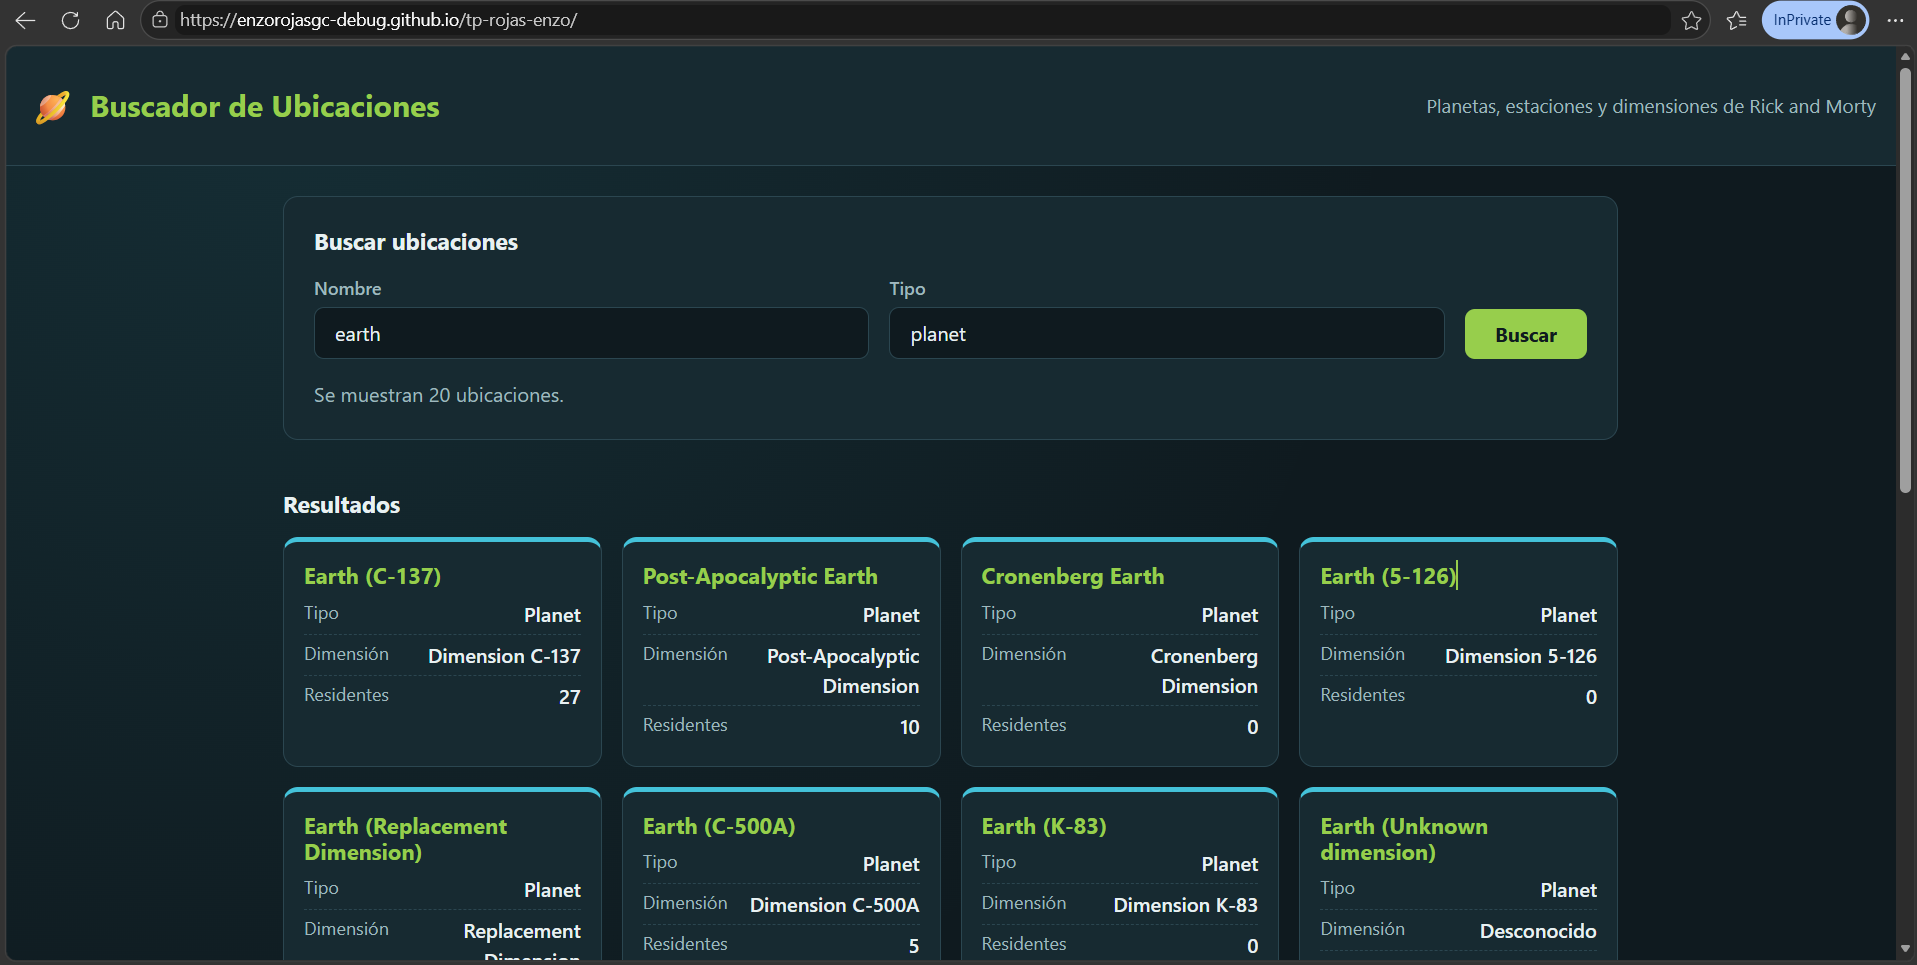 https://enzorojasgc-debug.github.io/tp-rojas-enzo/
InPrivate
Buscador de Ubicaciones
Planetas, estaciones y dimensiones de Rick and Morty
Buscar ubicaciones
Nombre
Tipo
earth
planet
Buscar
Se muestran 20 ubicaciones.
Resultados
Earth (C-137)
Tipo
Planet
Dimensión
Dimension C-137
Residentes
27
Post-Apocalyptic Earth
Tipo
Planet
Dimensión
Post-Apocalyptic
Dimension
Residentes
10
Cronenberg Earth
Tipo
Planet
Dimensión
Cronenberg
Dimension
Residentes
0
Earth (5-126)
Tipo
Planet
Dimensión
Dimension 5-126
Residentes
0
Earth (Replacement
Dimension)
Tipo
Planet
Dimensión
Replacement
Dimension
Earth (C-500A)
Tipo
Planet
Dimensión
Dimension C-500A
Residentes
5
Earth (K-83)
Tipo
Planet
Dimensión
Dimension K-83
Residentes
0
Earth (Unknown
dimension)
Tipo
Planet
Dimensión
Desconocido